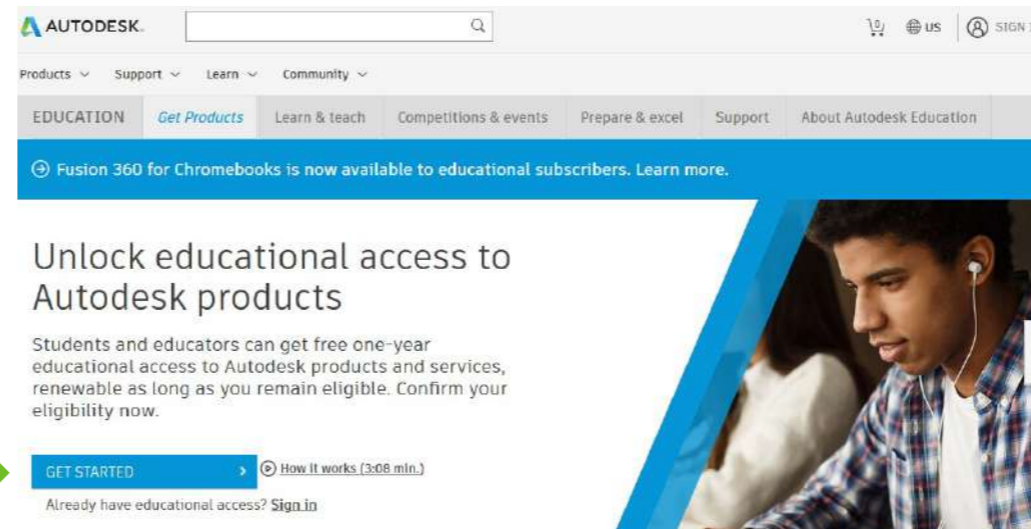 AUTODESK.
0
US
SIGN
Products
Support
Learn
Community
EDUCATION
Get Products
Learn & teach
Competitions & events
Prepare & excel
Support
About Autodesk Education
Fusion 360 for Chromebooks is now available to educational subscribers. Learn more.
Unlock educational access to
Autodesk products
Students and educators can get free one-year
educational access to Autodesk products and services,
renewable as long as you remain eligible. Confirm your
eligibility now.
GET STARTED
How it works (3:08 min.)
Already have educational access? Sign in